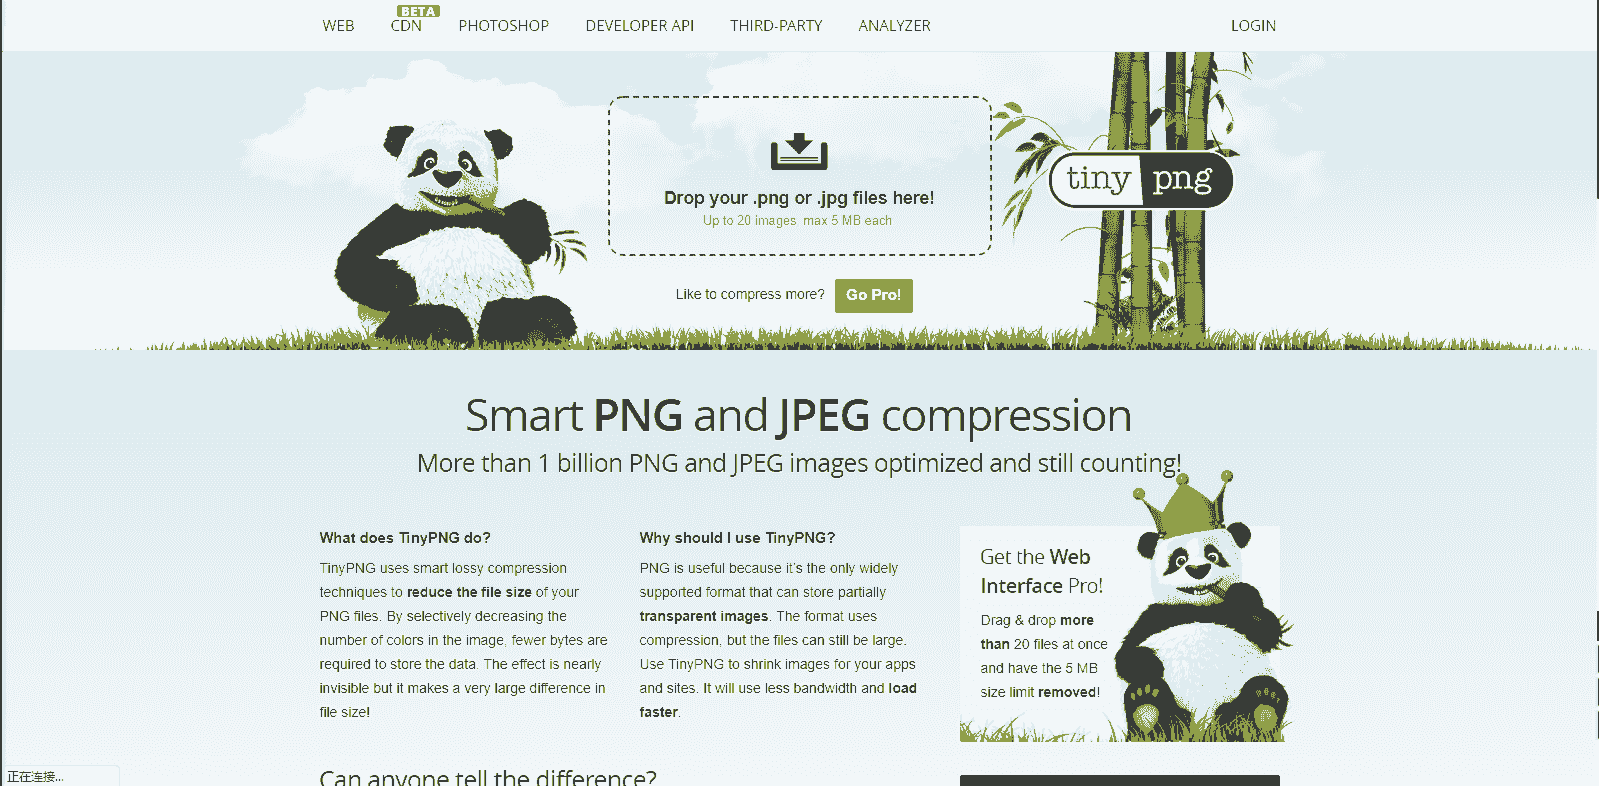 BETA
WEB CDN PHOTOSHOP DEVELOPER API THIRD-PARTY ANALYZER LOGIN
Drop your .png or .jpg files here!
Up to 20 images, max 5 MB each
tiny png
Like to compress more? Go Pro!
Smart PNG and JPEG compression
More than 1 billion PNG and JPEG images optimized and still counting!
What does TinyPNG do?
TinyPNG uses smart lossy compression
techniques to reduce the file size of your
PNG files. By selectively decreasing the
number of colors in the image, fewer bytes are
required to store the data. The effect is nearly
invisible but it makes a very large difference in
file size!
Why should I use TinyPNG?
PNG is useful because it's the only widely
supported format that can store partially
transparent images. The format uses
compression, but the files can still be large.
Use TinyPNG to shrink images for your apps
and sites. It will use less bandwidth and load
faster.
Get the Web
Interface Pro!
Drag & drop more
than 20 files at once
and have the 5 MB
size limit removed!
Can anyone tell the difference?
正在连接...